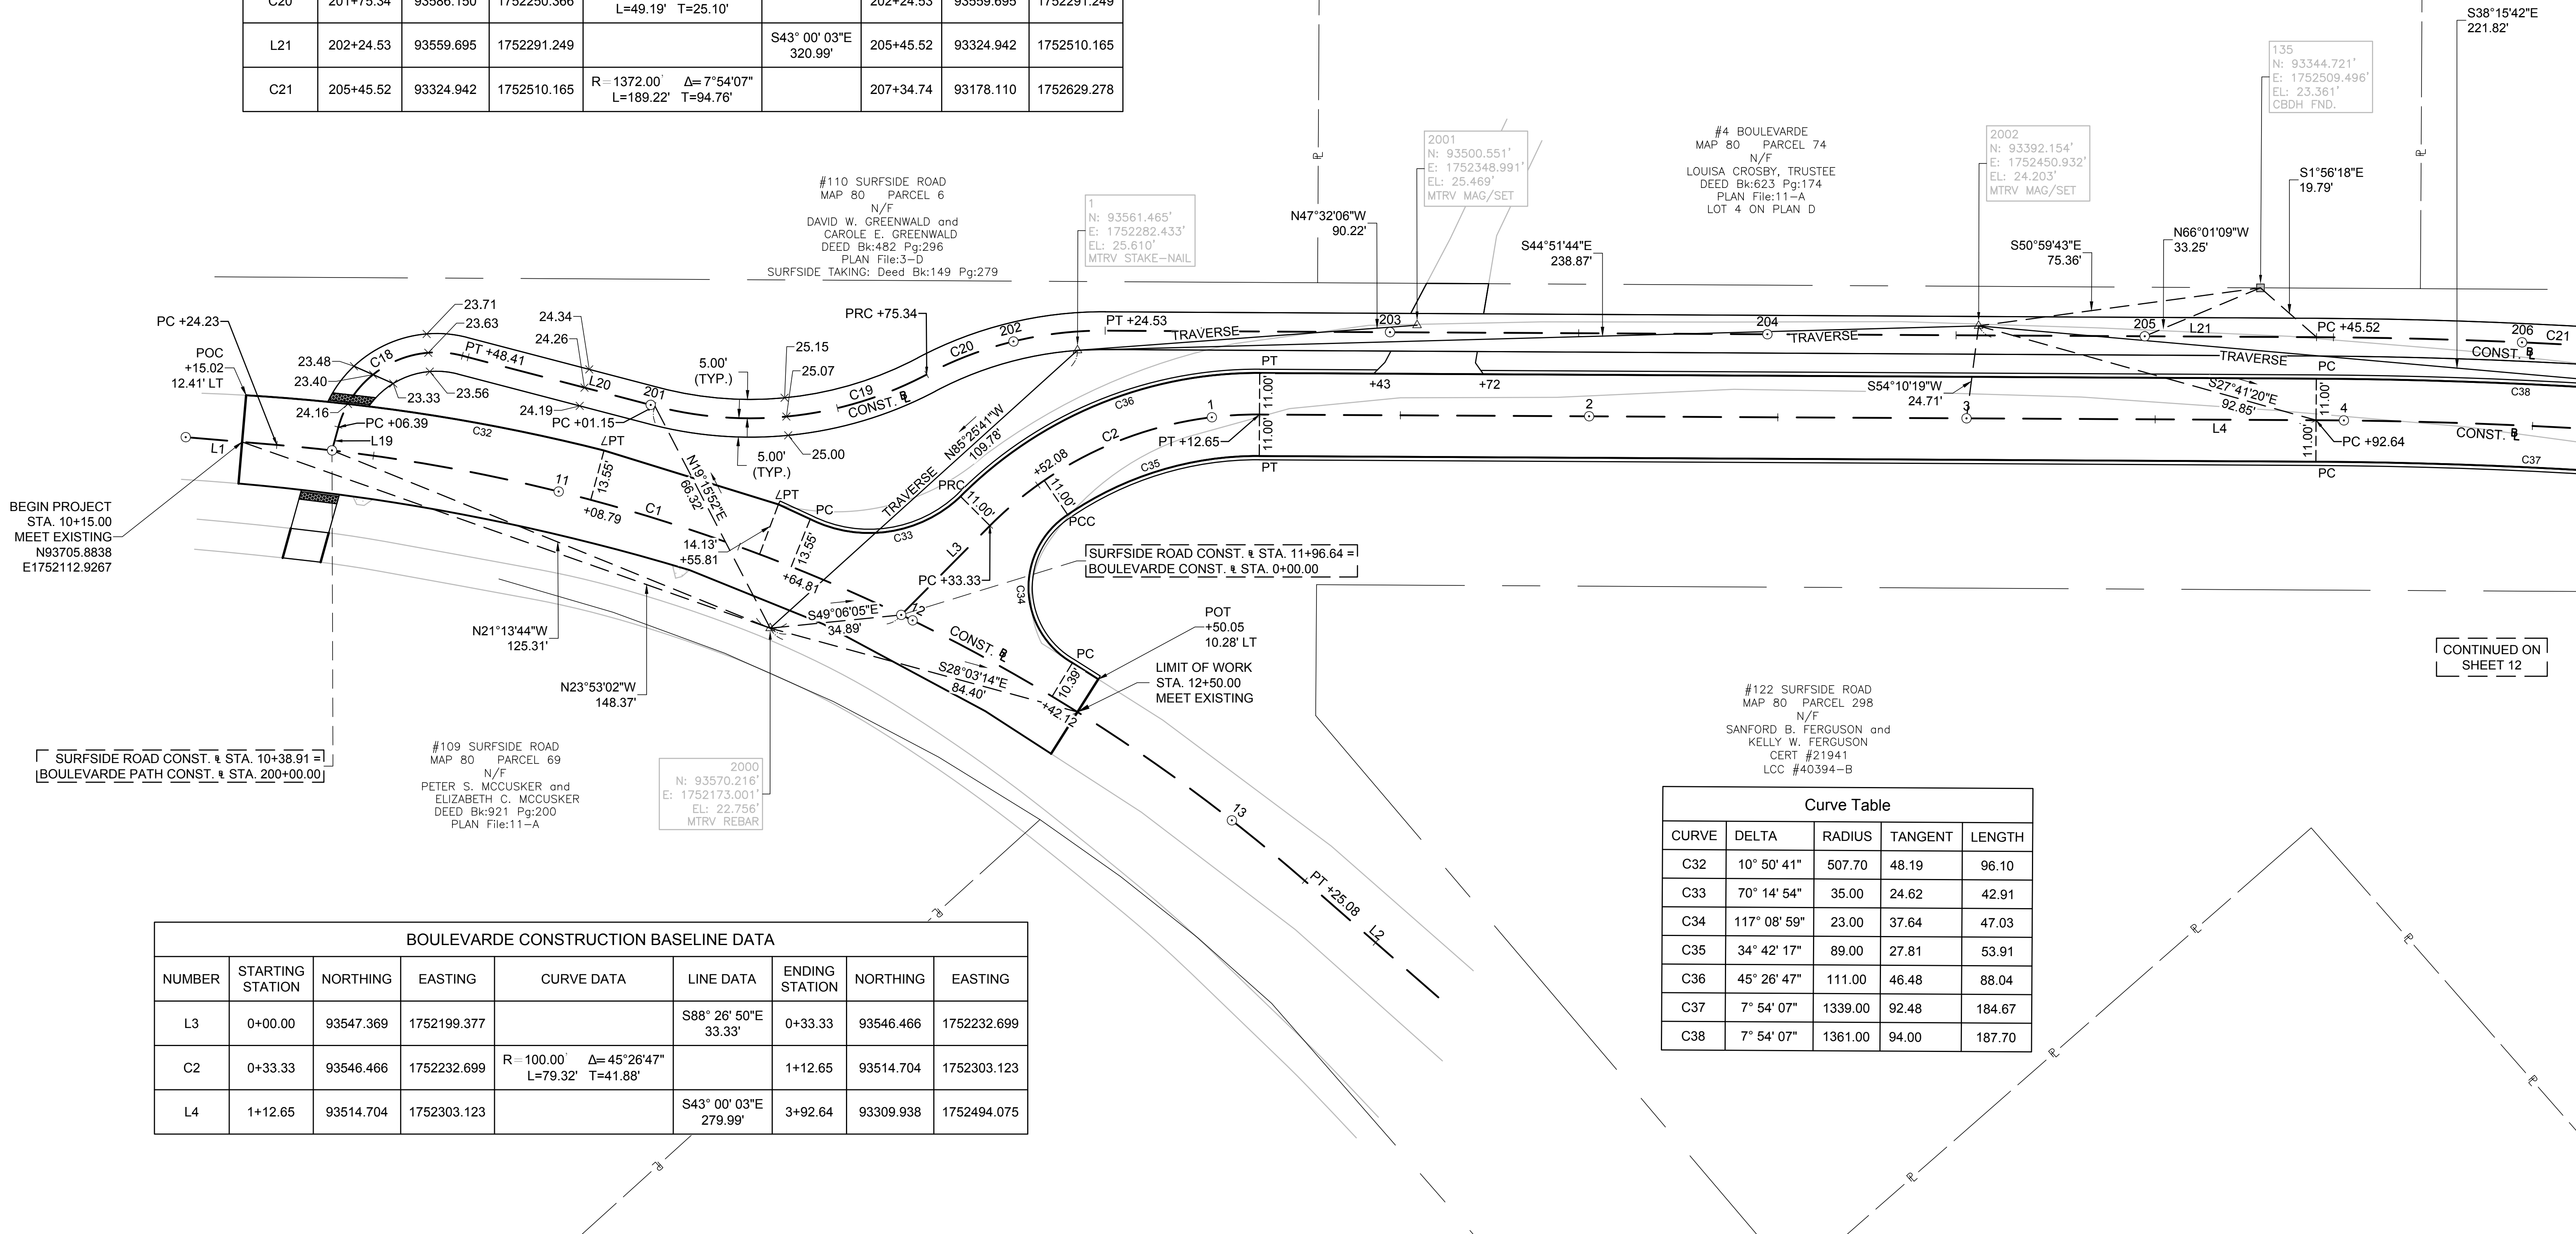 C20 201+75.34 93586.150 1752250.366 L=49.19' T=25.10' 202+24.53 93559.695 1752291.249
L21 202+24.53 93559.695 1752291.249 S43° 00' 03"E 205+45.52 93324.942 1752510.165
320.99'
C21 205+45.52 93324.942 1752510.165 R=1372.00' Δ=7°54'07" 207+34.74 93178.110 1752629.278
L=189.22' T=94.76'
S38°15'42"E
221.82'
135
N: 93344.721'
E: 1752509.496'
EL: 23.361'
CBDH FND.
2001
N: 93500.551'
E: 1752348.991'
EL: 25.469'
MTRV MAG/SET
#4 BOULEVARDE
MAP 80 PARCEL 74
N/F
LOUISA CROSBY, TRUSTEE
DEED Bk:623 Pg:174
PLAN File:11-A
LOT 4 ON PLAN D
2002
N: 93392.154'
E: 1752450.932'
EL: 24.203'
MTRV MAG/SET
S1°56'18"E
19.79'
#110 SURFSIDE ROAD
MAP 80 PARCEL 6
N/F
DAVID W. GREENWALD and
CAROLE E. GREENWALD
DEED Bk:482 Pg:296
PLAN File:3-D
SURFSIDE TAKING: Deed Bk:149 Pg:279
1
N: 93561.465'
E: 1752282.433'
EL: 25.610'
MTRV STAKE-NAIL
N47°32'06"W
90.22'
S44°51'44"E
238.87'
S50°59'43"E
75.36'
N66°01'09"W
33.25'
PC +24.23
POC
+15.02
12.41' LT
23.71
23.63
24.34
24.26
23.48
23.40
23.33
23.56
24.16
24.19
C18
PT +48.41
L20
201
PC +01.15
PC +06.39
L19
5.00'
(TYP.)
25.15
25.07
25.00
5.00'
(TYP.)
PRC +75.34
C19
CONST. ℄
C20
202
PT +24.53
TRAVERSE
203
204
TRAVERSE
205
L21
PC +45.52
206
C21
CONST. ℄
TRAVERSE
PT
+43
+72
S54°10'19"W
24.71'
S27°41'20"E
92.85'
PC
C38
11.00'
11.00'
PT +12.65
PT
1
2
3
4
L4
11.00'
11.00'
PC +92.64
CONST. ℄
C37
PC
L1
C32
∠PT
11
13.55'
+08.79
C1
N19°15'52"E
66.32'
∠PT
PC
14.13'
+55.81
13.55'
+64.81
C33
TRAVERSE
N85°25'41"W
109.78'
PRC
11.00'
C36
C2
+52.08
11.00'
C35
PCC
L3
PC +33.33
C34
BEGIN PROJECT
STA. 10+15.00
MEET EXISTING
N93705.8838
E1752112.9267
SURFSIDE ROAD CONST. ℄ STA. 11+96.64 =
BOULEVARDE CONST. ℄ STA. 0+00.00
S49°06'05"E
34.89'
12
CONST. ℄
N21°13'44"W
125.31'
N23°53'02"W
148.37'
S28°03'14"E
84.40'
10.39'
PC
+42.12
POT
+50.05
10.28' LT
LIMIT OF WORK
STA. 12+50.00
MEET EXISTING
CONTINUED ON
SHEET 12
SURFSIDE ROAD CONST. ℄ STA. 10+38.91 =
BOULEVARDE PATH CONST. ℄ STA. 200+00.00
#109 SURFSIDE ROAD
MAP 80 PARCEL 69
N/F
PETER S. MCCUSKER and
ELIZABETH C. MCCUSKER
DEED Bk:921 Pg:200
PLAN File:11-A
2000
N: 93570.216'
E: 1752173.001'
EL: 22.756'
MTRV REBAR
#122 SURFSIDE ROAD
MAP 80 PARCEL 298
N/F
SANFORD B. FERGUSON and
KELLY W. FERGUSON
CERT #21941
LCC #40394-B
13
PT +25.08
L2
Curve Table
CURVE DELTA RADIUS TANGENT LENGTH
C32 10° 50' 41" 507.70 48.19 96.10
C33 70° 14' 54" 35.00 24.62 42.91
C34 117° 08' 59" 23.00 37.64 47.03
C35 34° 42' 17" 89.00 27.81 53.91
C36 45° 26' 47" 111.00 46.48 88.04
C37 7° 54' 07" 1339.00 92.48 184.67
C38 7° 54' 07" 1361.00 94.00 187.70
BOULEVARDE CONSTRUCTION BASELINE DATA
NUMBER STARTING STATION NORTHING EASTING CURVE DATA LINE DATA ENDING STATION NORTHING EASTING
L3 0+00.00 93547.369 1752199.377 S88° 26' 50"E 0+33.33 93546.466 1752232.699
33.33'
C2 0+33.33 93546.466 1752232.699 R=100.00' Δ=45°26'47" 1+12.65 93514.704 1752303.123
L=79.32' T=41.88'
L4 1+12.65 93514.704 1752303.123 S43° 00' 03"E 3+92.64 93309.938 1752494.075
279.99'